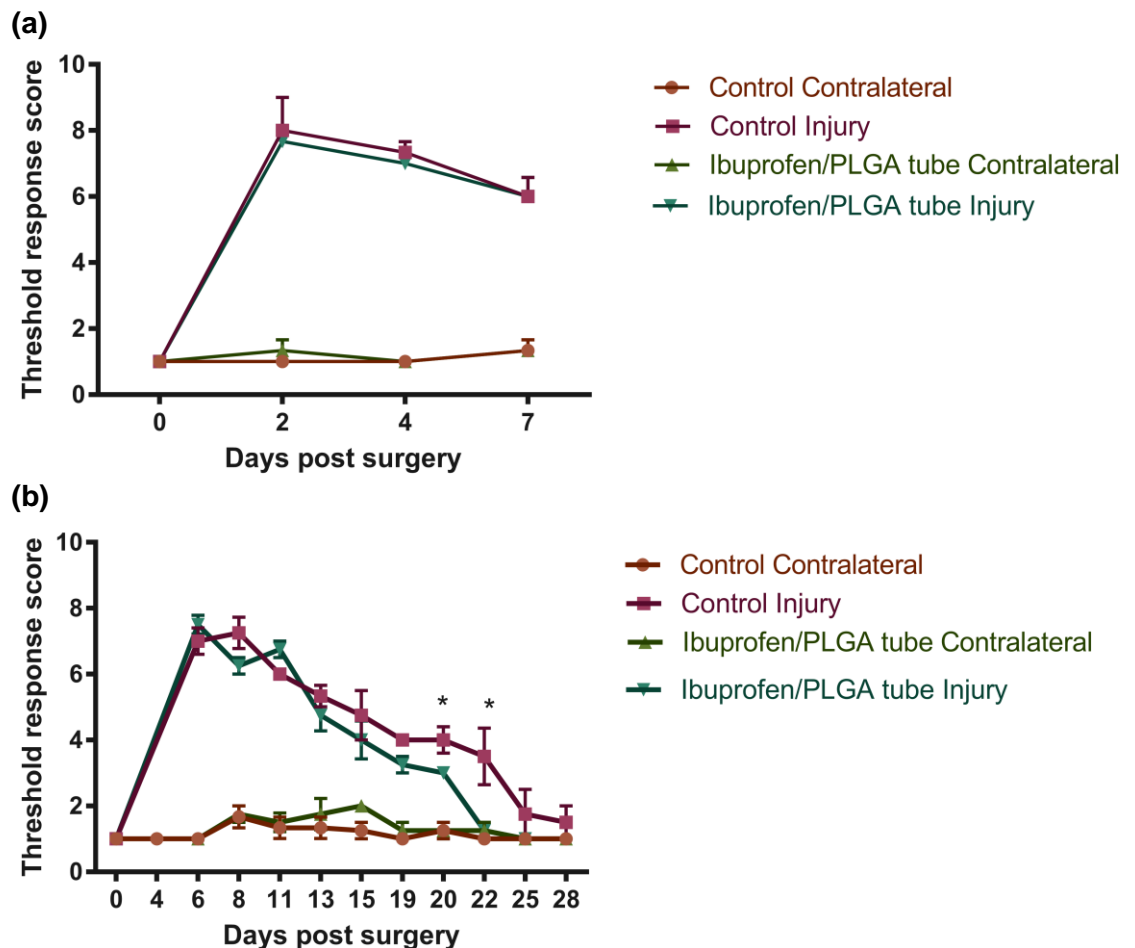 (a)
Threshold response score
10
8
6
4
2
0
0 2 4 7
Days post surgery
Control Contralateral
Control Injury
Ibuprofen/PLGA tube Contralateral
Ibuprofen/PLGA tube Injury
(b)
Threshold response score
10
8
6
4
2
0
* *
0 4 6 8 11 13 15 19 20 22 25 28
Days post surgery
Control Contralateral
Control Injury
Ibuprofen/PLGA tube Contralateral
Ibuprofen/PLGA tube Injury